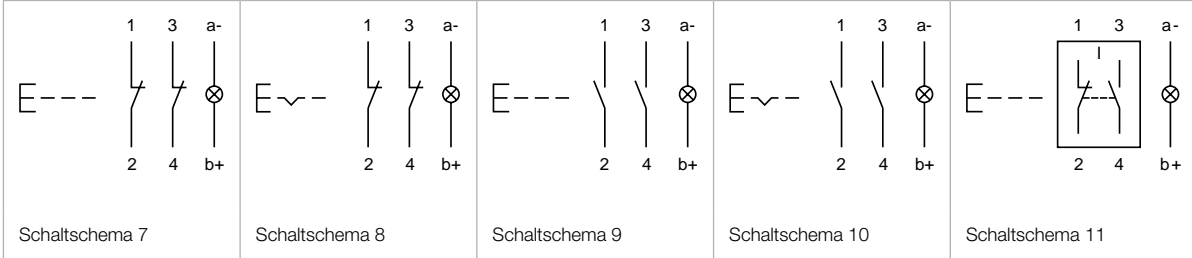 1 3 a-
2 4 b+
Schaltschema 7
1 3 a-
2 4 b+
Schaltschema 8
1 3 a-
2 4 b+
Schaltschema 9
1 3 a-
2 4 b+
Schaltschema 10
1 3 a-
2 4 b+
Schaltschema 11